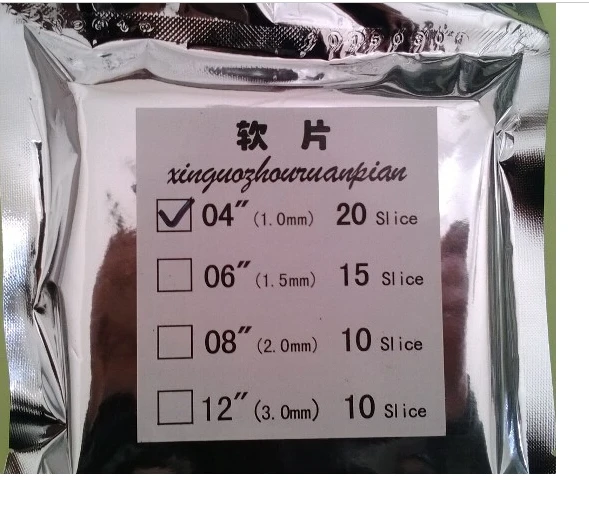 软片
xinguozhouruanpian
04″ (1.0mm) 20 Slice
06″ (1.5mm) 15 Slice
08″ (2.0mm) 10 Slice
12″ (3.0mm) 10 Slice